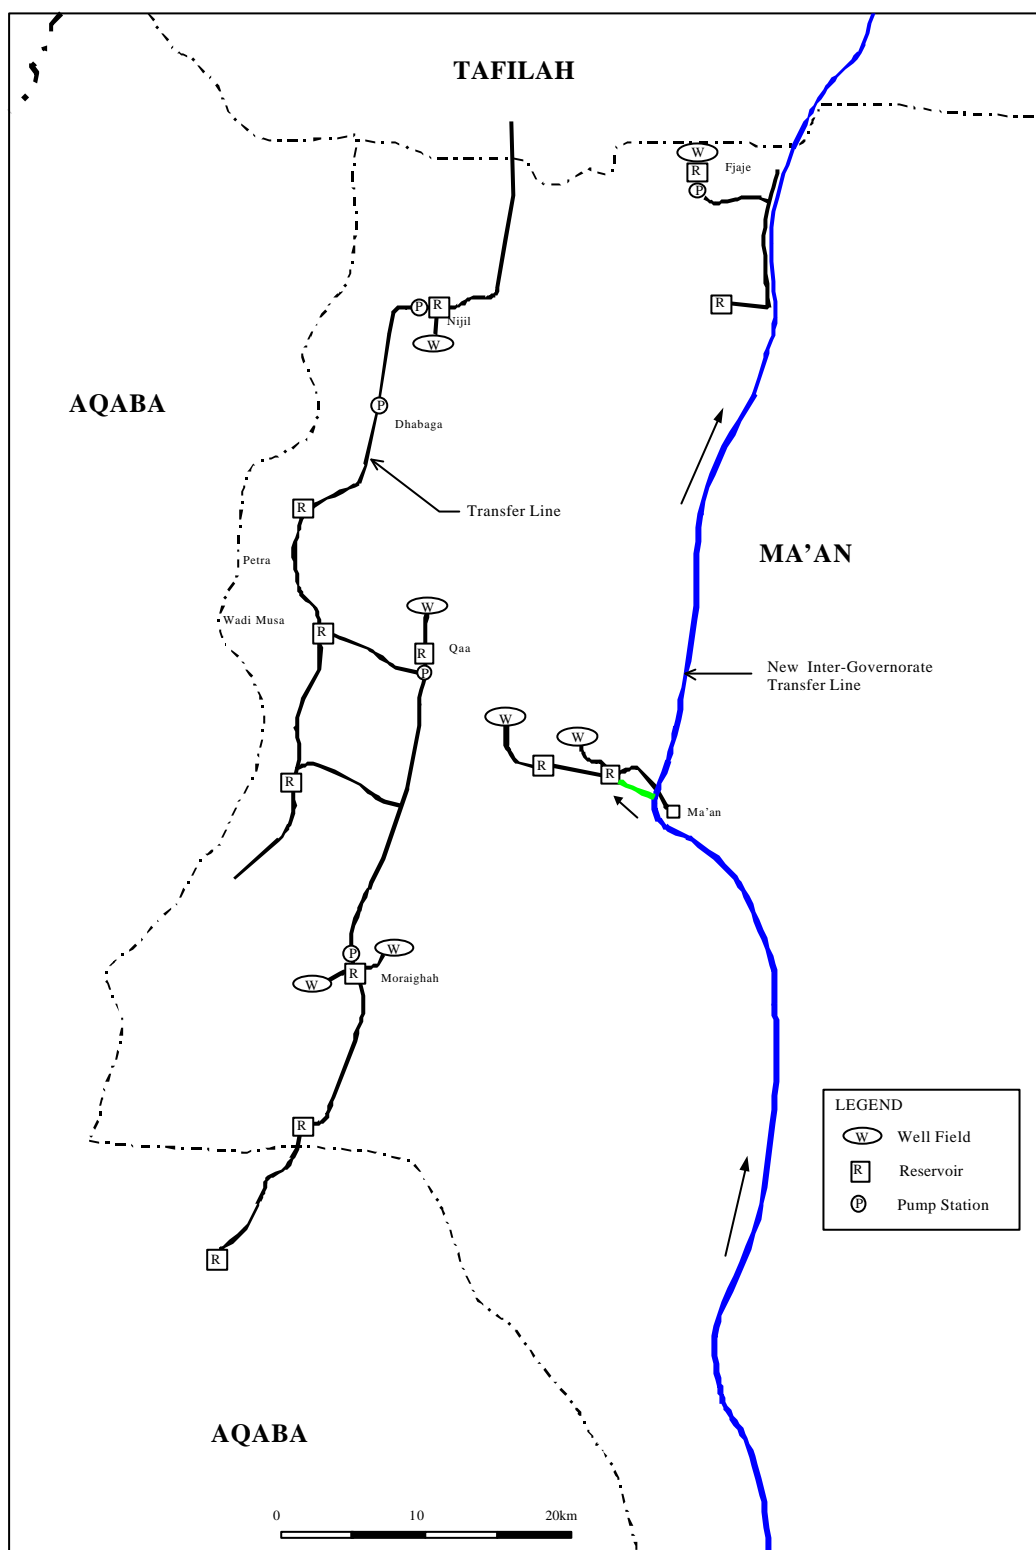 TAFILAH
W
R
Fjaje
P
R
P
R
Nijil
W
AQABA
P
Dhabaga
R
Transfer Line
MA’AN
Petra
W
Wadi Musa
R
R
Qaa
P
New Inter-Governorate
Transfer Line
W
W
R
R
R
Ma’an
P
W
R
Moraighah
W
LEGEND
W Well Field
R Reservoir
P Pump Station
R
R
AQABA
0 10 20km